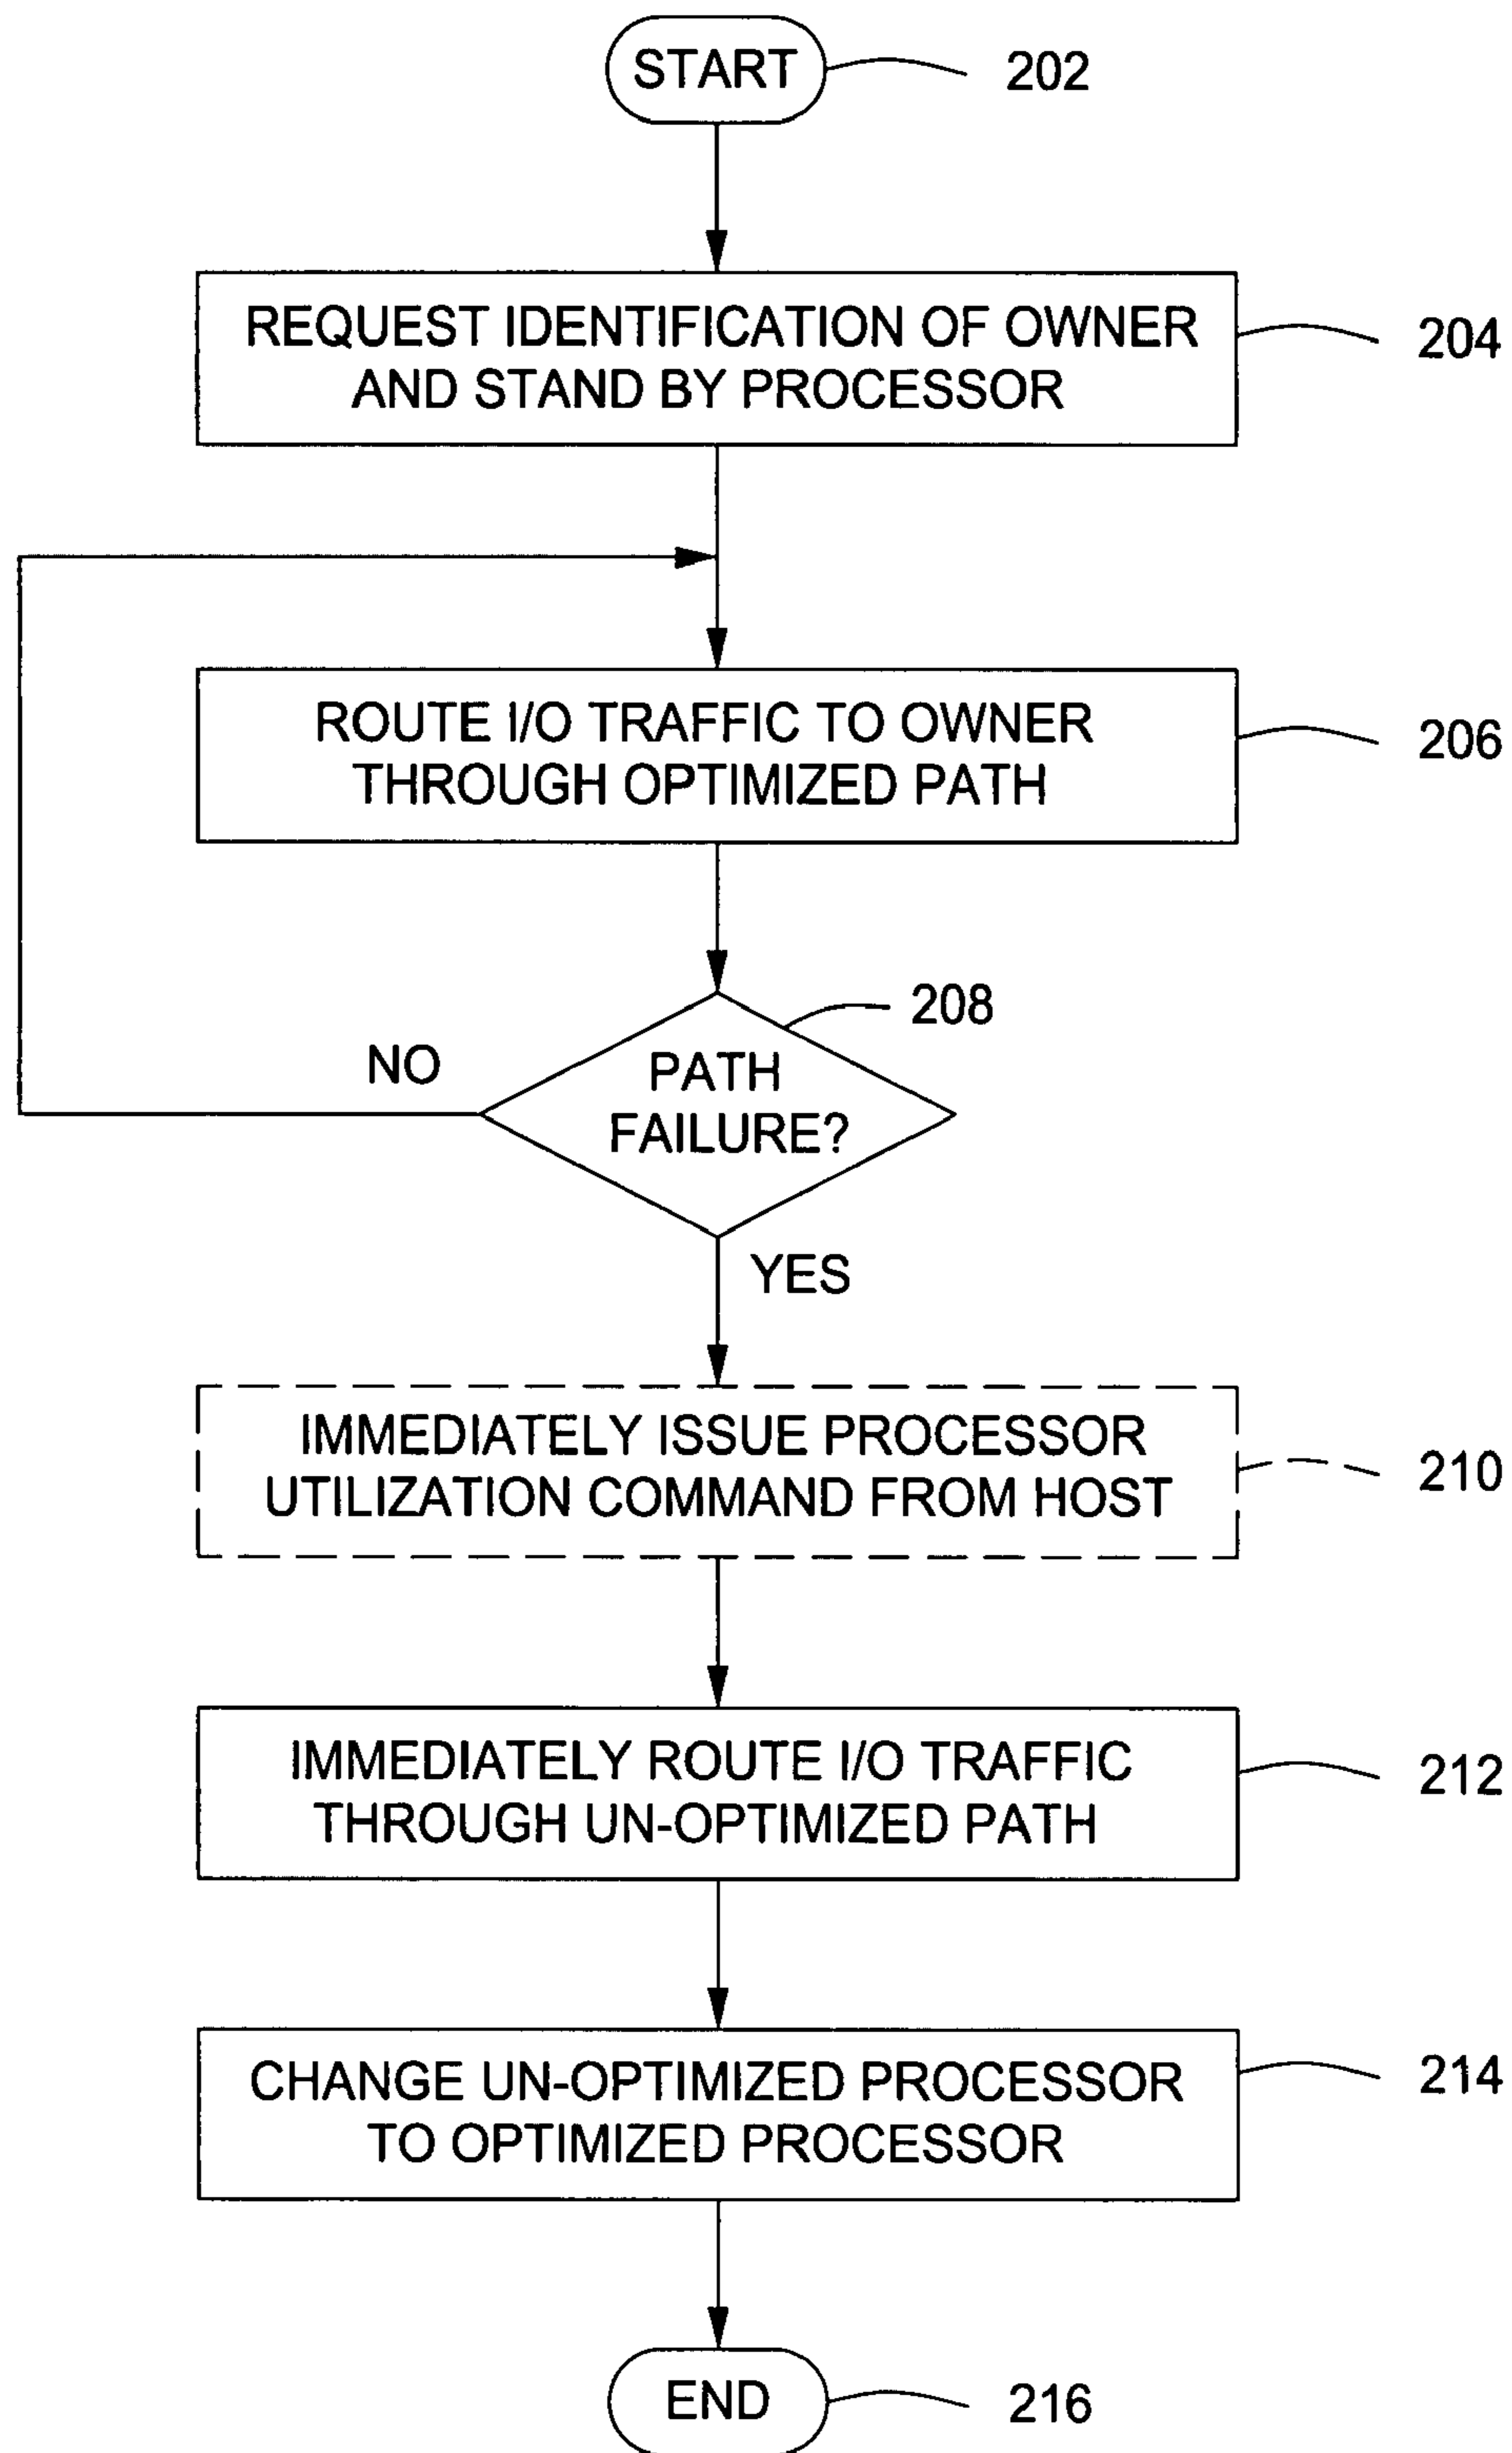 START
202
REQUEST IDENTIFICATION OF OWNER
AND STAND BY PROCESSOR
204
ROUTE I/O TRAFFIC TO OWNER
THROUGH OPTIMIZED PATH
206
208
PATH
FAILURE?
NO
YES
IMMEDIATELY ISSUE PROCESSOR
UTILIZATION COMMAND FROM HOST
210
IMMEDIATELY ROUTE I/O TRAFFIC
THROUGH UN-OPTIMIZED PATH
212
CHANGE UN-OPTIMIZED PROCESSOR
TO OPTIMIZED PROCESSOR
214
END
216